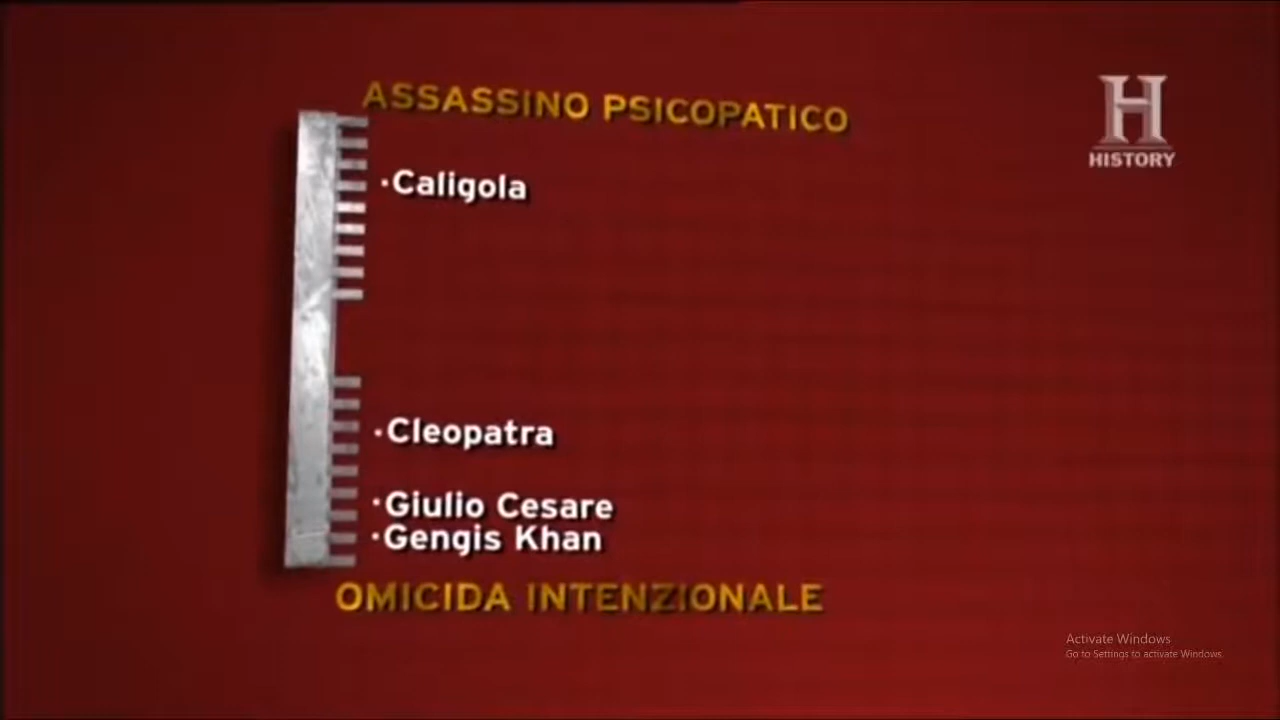 ASSASSINO PSICOPATICO
HISTORY
·Caligola
·Cleopatra
·Giulio Cesare
·Gengis Khan
OMICIDA INTENZIONALE
Activate Windows
Go to Settings to activate Windows.